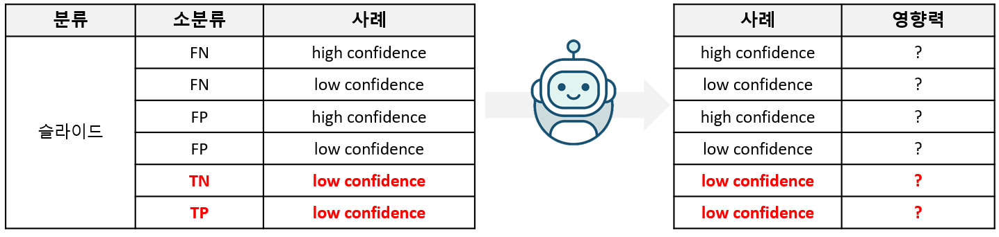 분류 소분류 사례
슬라이드
FN high confidence
FN low confidence
FP high confidence
FP low confidence
TN low confidence
TP low confidence
사례 영향력
high confidence ?
low confidence ?
high confidence ?
low confidence ?
low confidence ?
low confidence ?